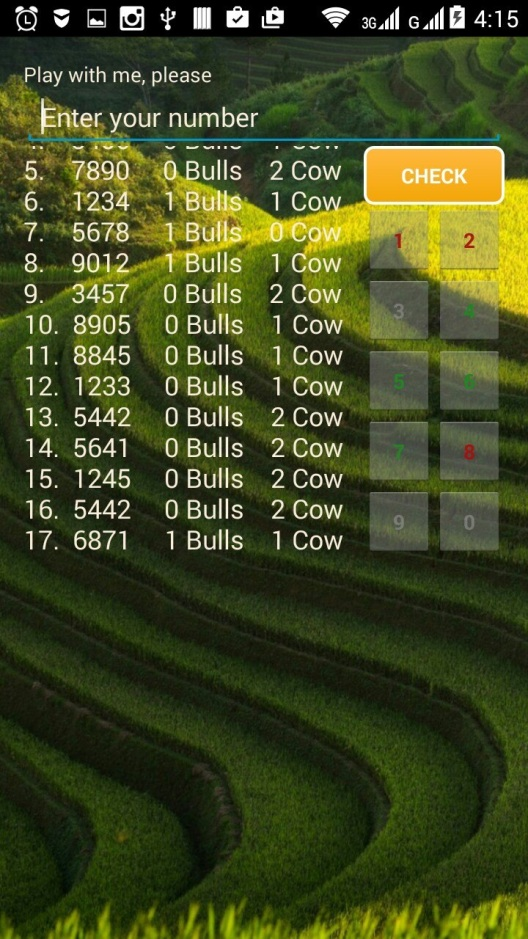 3G G 4:15
Play with me, please
Enter your number
5. 7890 0 Bulls 2 Cow
CHECK
6. 1234 1 Bulls 1 Cow
7. 5678 1 Bulls 0 Cow
1 2
8. 9012 1 Bulls 1 Cow
9. 3457 0 Bulls 2 Cow
3 4
10. 8905 0 Bulls 1 Cow
11. 8845 0 Bulls 1 Cow
12. 1233 0 Bulls 1 Cow
5 6
13. 5442 0 Bulls 2 Cow
14. 5641 0 Bulls 2 Cow
7 8
15. 1245 0 Bulls 2 Cow
16. 5442 0 Bulls 2 Cow
9 0
17. 6871 1 Bulls 1 Cow